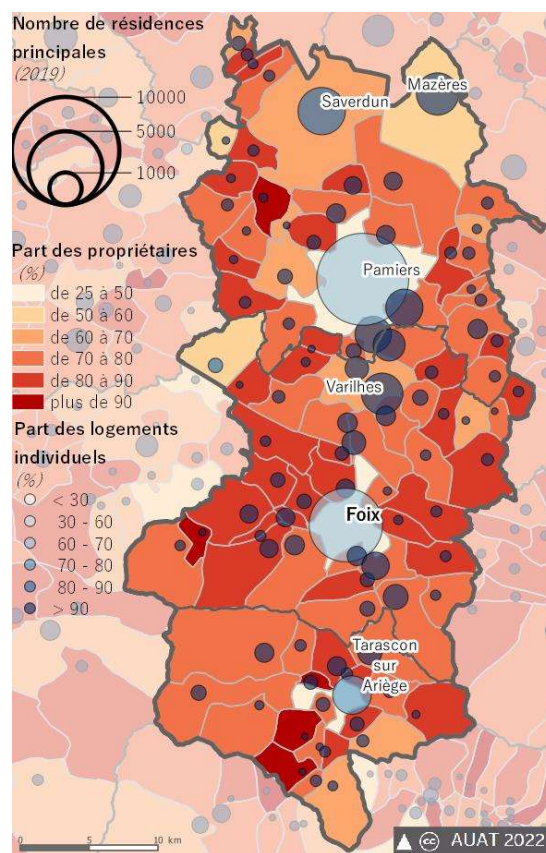 Nombre de résidences
principales
(2019)
10000
5000
1000
Part des propriétaires
(%)
de 25 à 50
de 50 à 60
de 60 à 70
de 70 à 80
de 80 à 90
plus de 90
Part des logements
individuels
(%)
< 30
30 - 60
60 - 70
70 - 80
80 - 90
> 90
Saverdun
Mazères
Pamiers
Varilhes
Foix
Tarascon
sur
Ariège
0 5 10 km
cc AUAT 2022